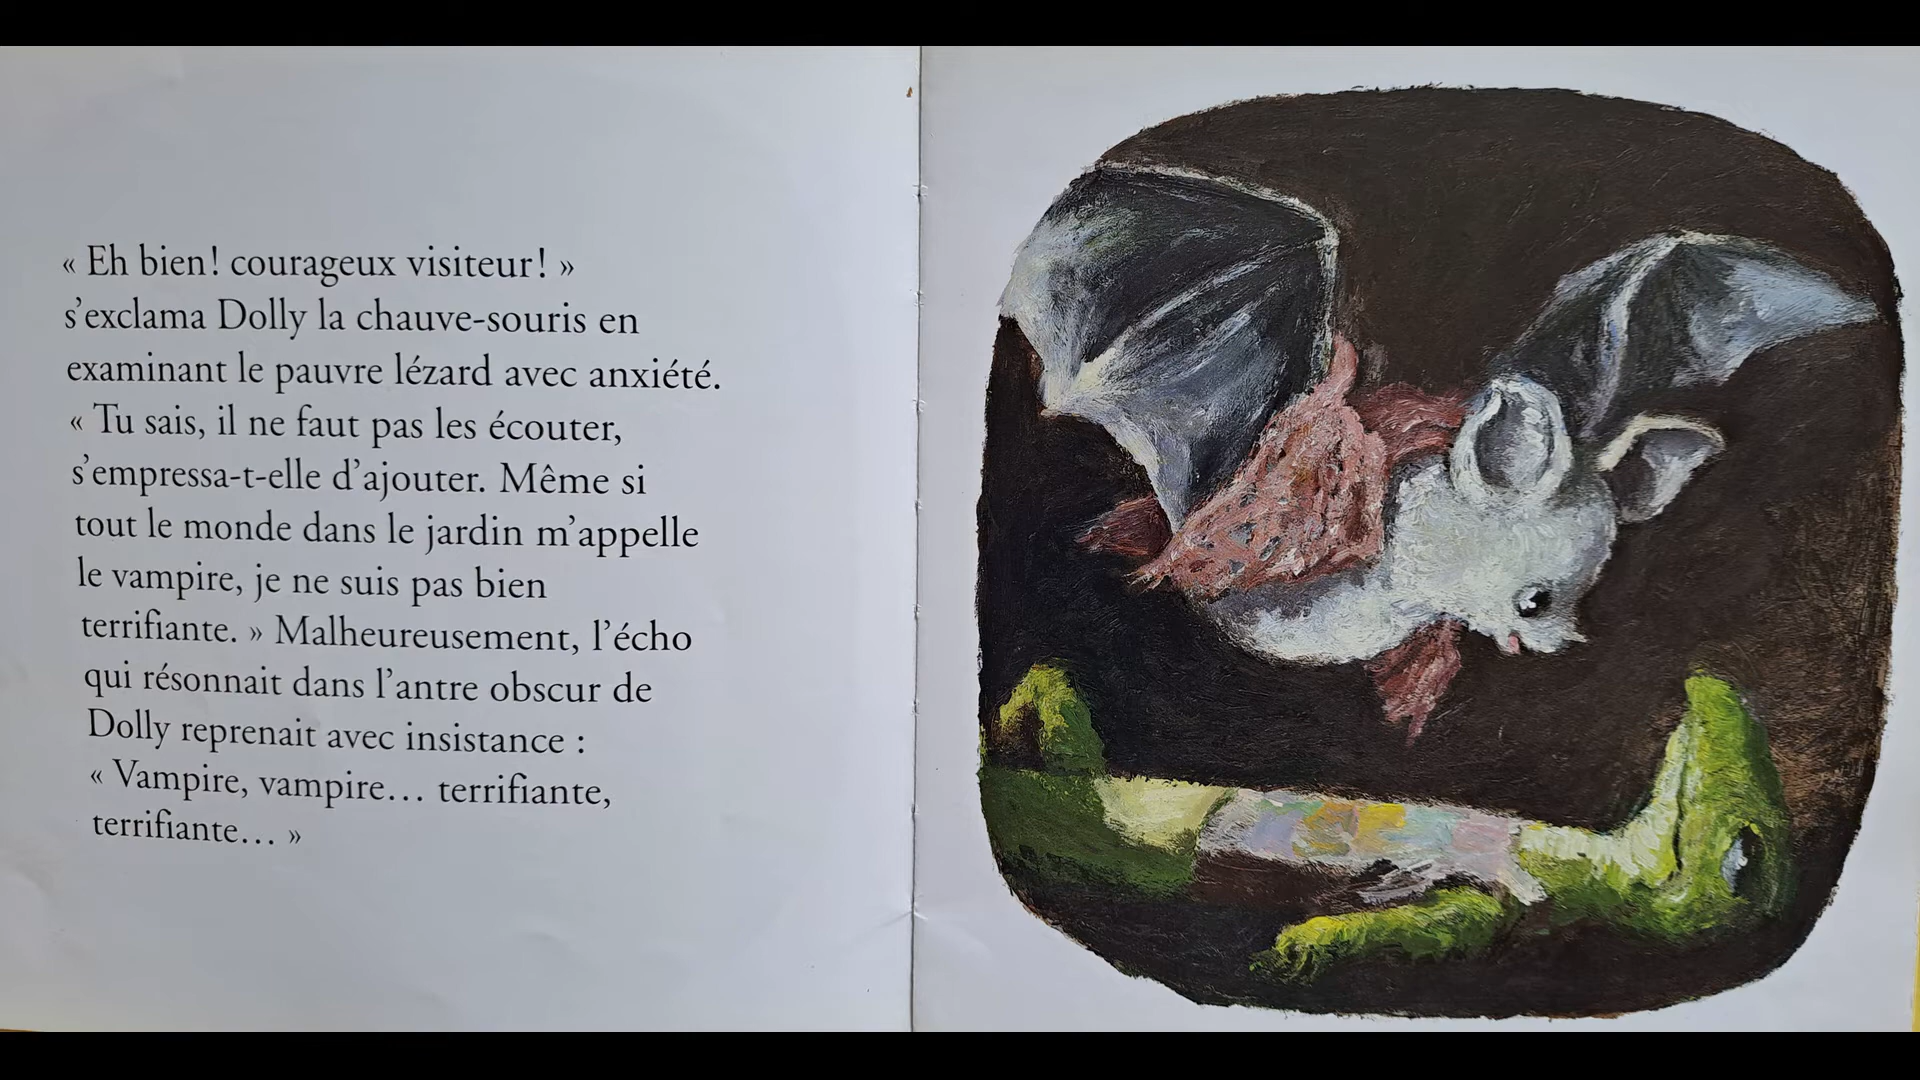 « Eh bien ! courageux visiteur ! »
s’exclama Dolly la chauve-souris en
examinant le pauvre lézard avec anxiété.
« Tu sais, il ne faut pas les écouter,
s’empressa-t-elle d’ajouter. Même si
tout le monde dans le jardin m’appelle
le vampire, je ne suis pas bien
terrifiante. » Malheureusement, l’écho
qui résonnait dans l’antre obscur de
Dolly reprenait avec insistance :
« Vampire, vampire… terrifiante,
terrifiante… »